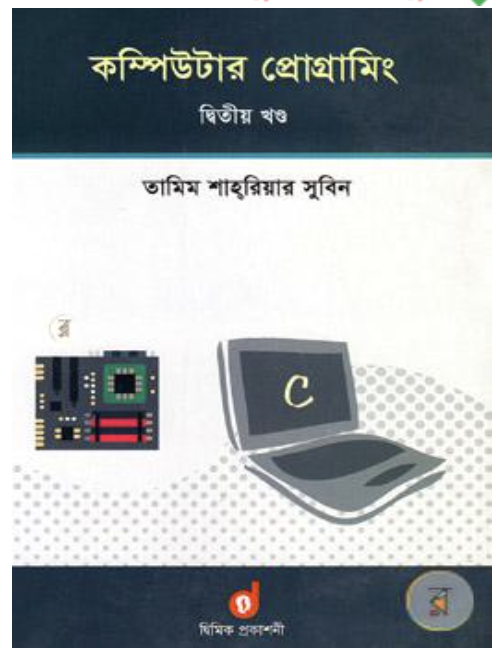 কম্পিউটার প্রোগ্রামিং
দ্বিতীয় খণ্ড
তামিম শাহ্‌রিয়ার সুবিন
C
দ্বিমিক প্রকাশনী